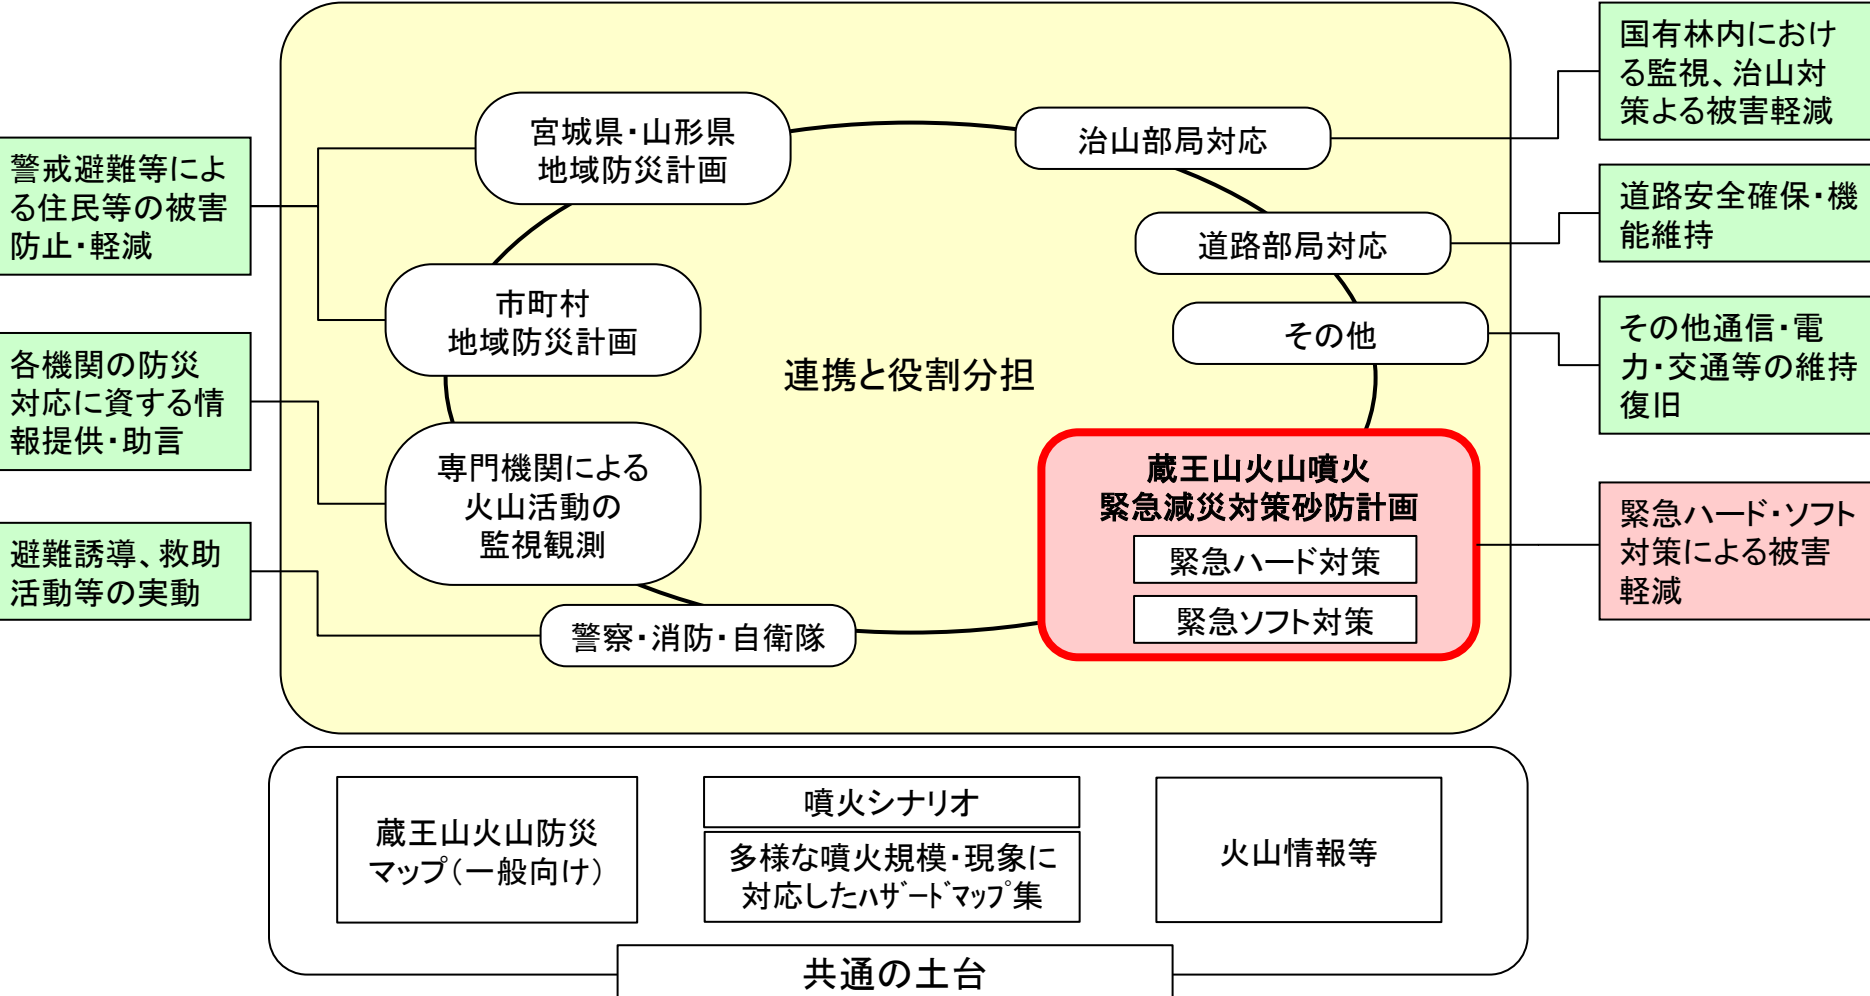 警戒避難等によ
る住民等の被害
防止・軽減
各機関の防災
対応に資する情
報提供・助言
避難誘導、救助
活動等の実動
宮城県・山形県
地域防災計画
市町村
地域防災計画
専門機関による
火山活動の
監視観測
警察・消防・自衛隊
連携と役割分担
治山部局対応
道路部局対応
その他
蔵王山火山噴火
緊急減災対策砂防計画
緊急ハード対策
緊急ソフト対策
国有林内におけ
る監視、治山対
策よる被害軽減
道路安全確保・機
能維持
その他通信・電
力・交通等の維持
復旧
緊急ハード・ソフト
対策による被害
軽減
蔵王山火山防災
マップ(一般向け)
噴火シナリオ
多様な噴火規模・現象に
対応したﾊｻﾞｰﾄﾞﾏｯﾌﾟ集
火山情報等
共通の土台